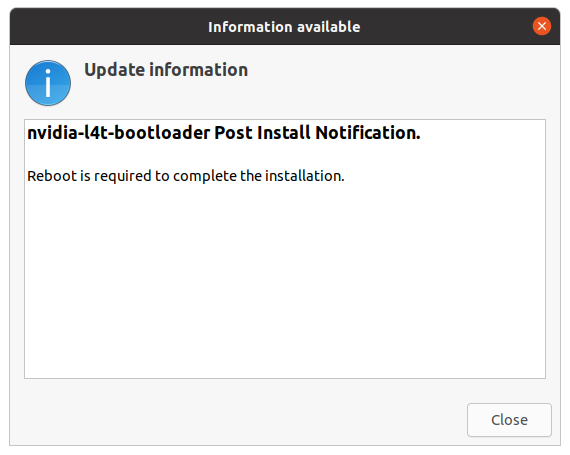 Information available
Update information
nvidia-l4t-bootloader Post Install Notification.
Reboot is required to complete the installation.
Close